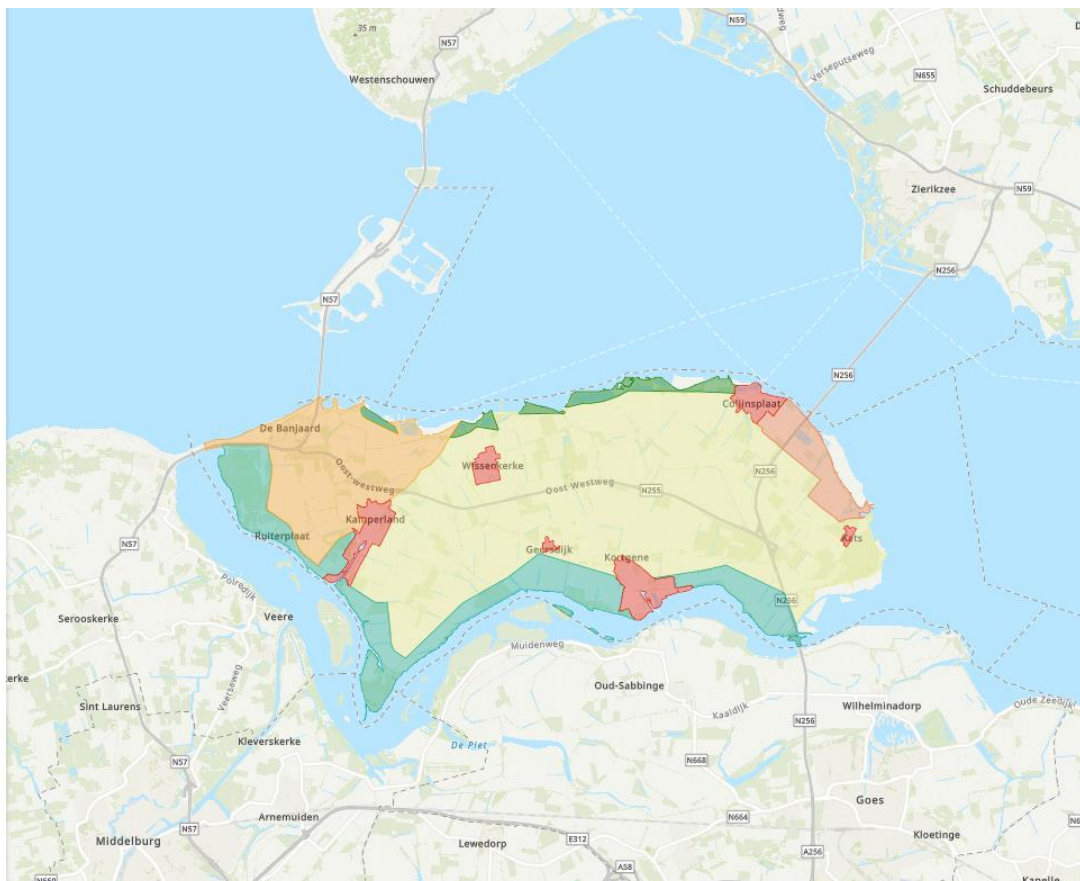 N59
35 m
N57
Verseputseweg
Westenschouwen
N655
Schuddebeurs
Zierikzee
N59
N256
N57
N256
De Banjaard
Colijnsplaat
Wissenkerke
Oost-westweg
N256
Oost Westweg
N255
Kamperland
Ruiterplaat
Geersdijk
Kats
Kortgene
N57
Polredijk
N256
Serooskerke
Veere
Muidenweg
Oud-Sabbinge
erke
Veerseweg
Sint Laurens
Kaaldijk
Wilhelminadorp
Oude Zeedijk
N256
Kleverskerke
De Piet
N57
N668
Goes
Arnemuiden
N664
N57
Middelburg
E312
Lewedorp
Kloetinge
A58
A256